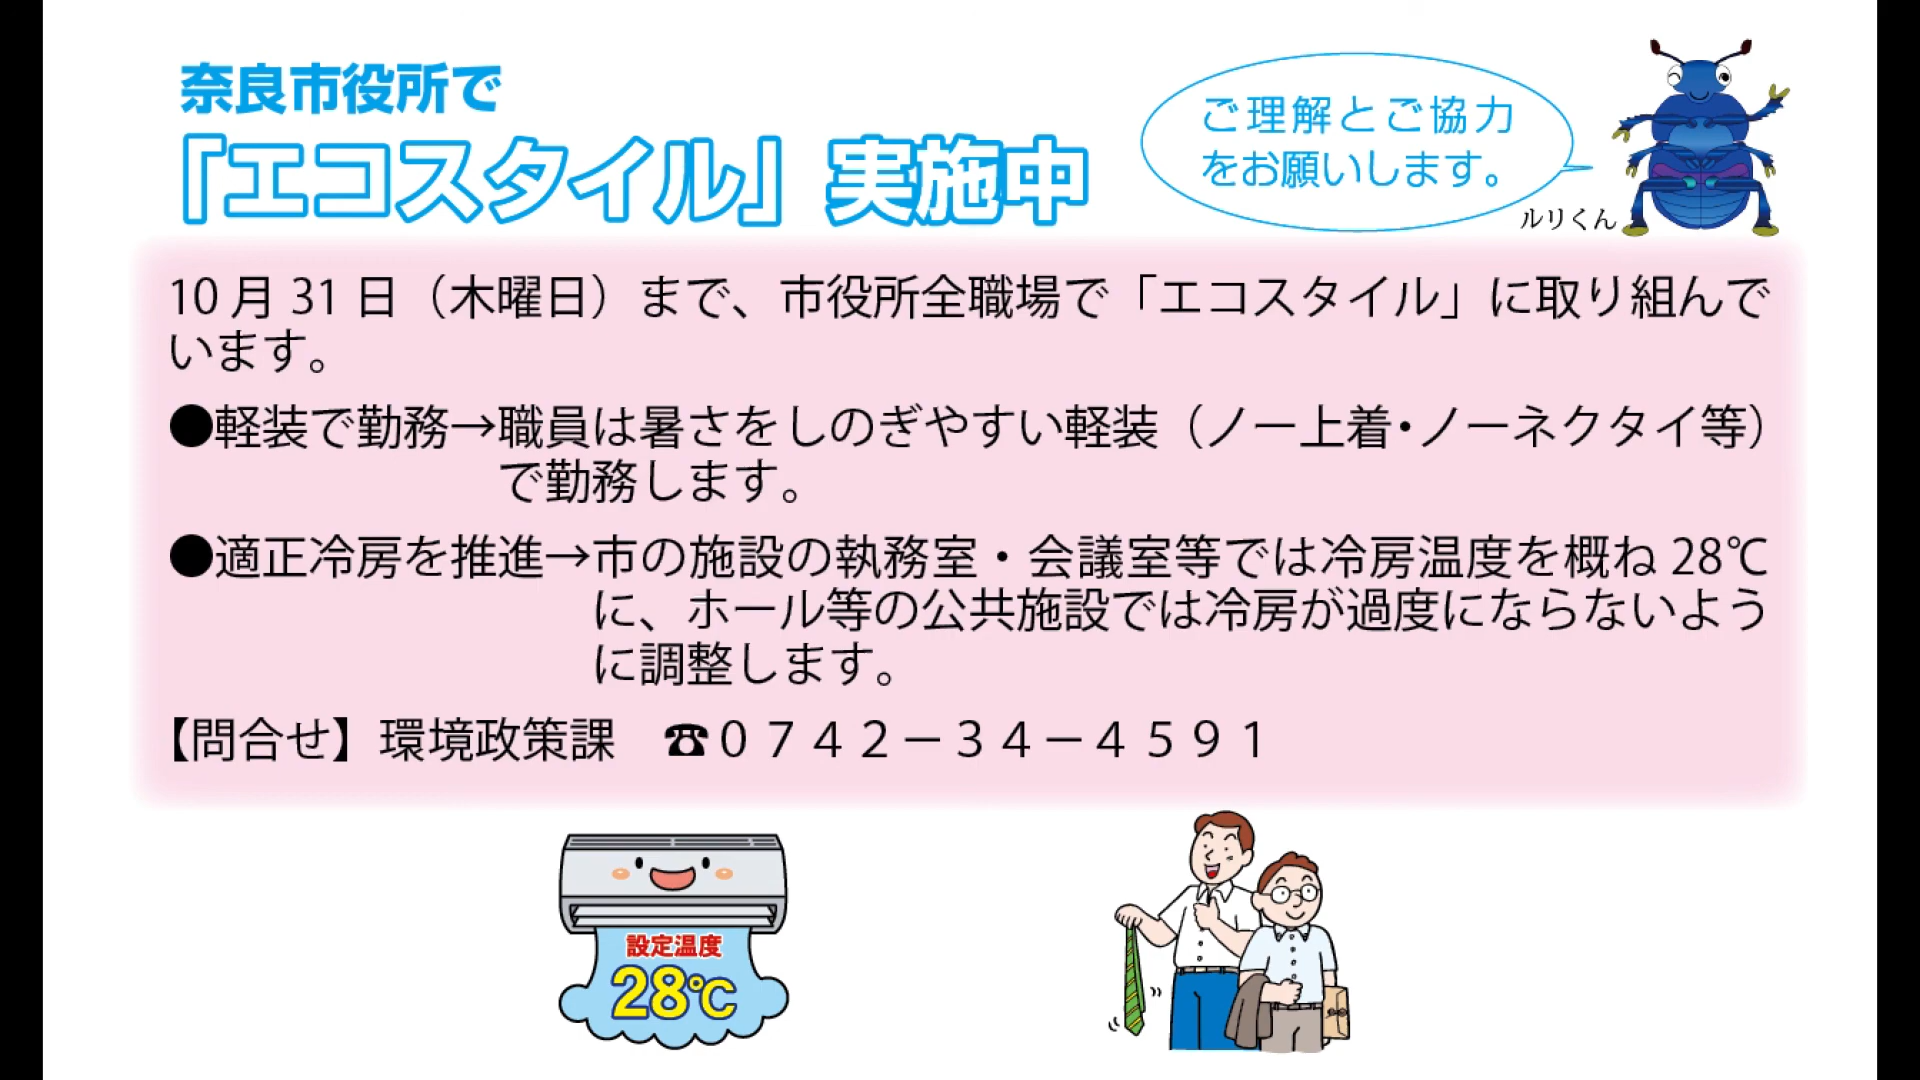 奈良市役所で
「エコスタイル」実施中
ご理解とご協力
をお願いします。
ルリくん
10月31日（木曜日）まで、市役所全職場で「エコスタイル」に取り組んで
います。
●軽装で勤務→職員は暑さをしのぎやすい軽装（ノー上着・ノーネクタイ等）
で勤務します。
●適正冷房を推進→市の施設の執務室・会議室等では冷房温度を概ね28℃
に、ホール等の公共施設では冷房が過度にならないよう
に調整します。
【問合せ】環境政策課　☎０７４２－３４－４５９１
設定温度
28℃